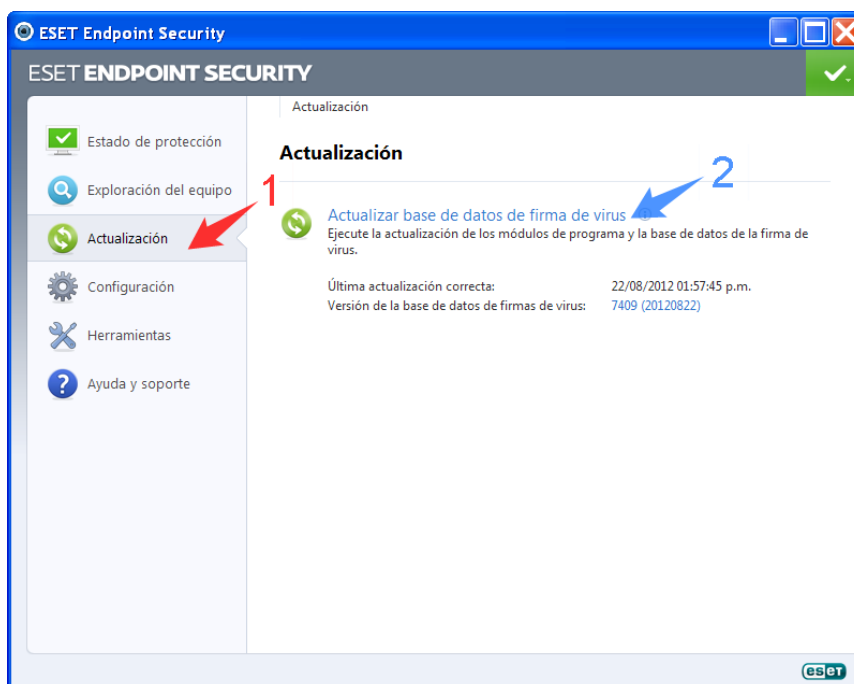 ESET Endpoint Security
ESET ENDPOINT SECURITY
Estado de protección
Exploración del equipo
Actualización
Configuración
Herramientas
Ayuda y soporte
1
Actualización
Actualización
2
Actualizar base de datos de firma de virus
Ejecute la actualización de los módulos de programa y la base de datos de la firma de
virus.
Última actualización correcta: 22/08/2012 01:57:45 p.m.
Versión de la base de datos de firmas de virus: 7409 (20120822)
eset